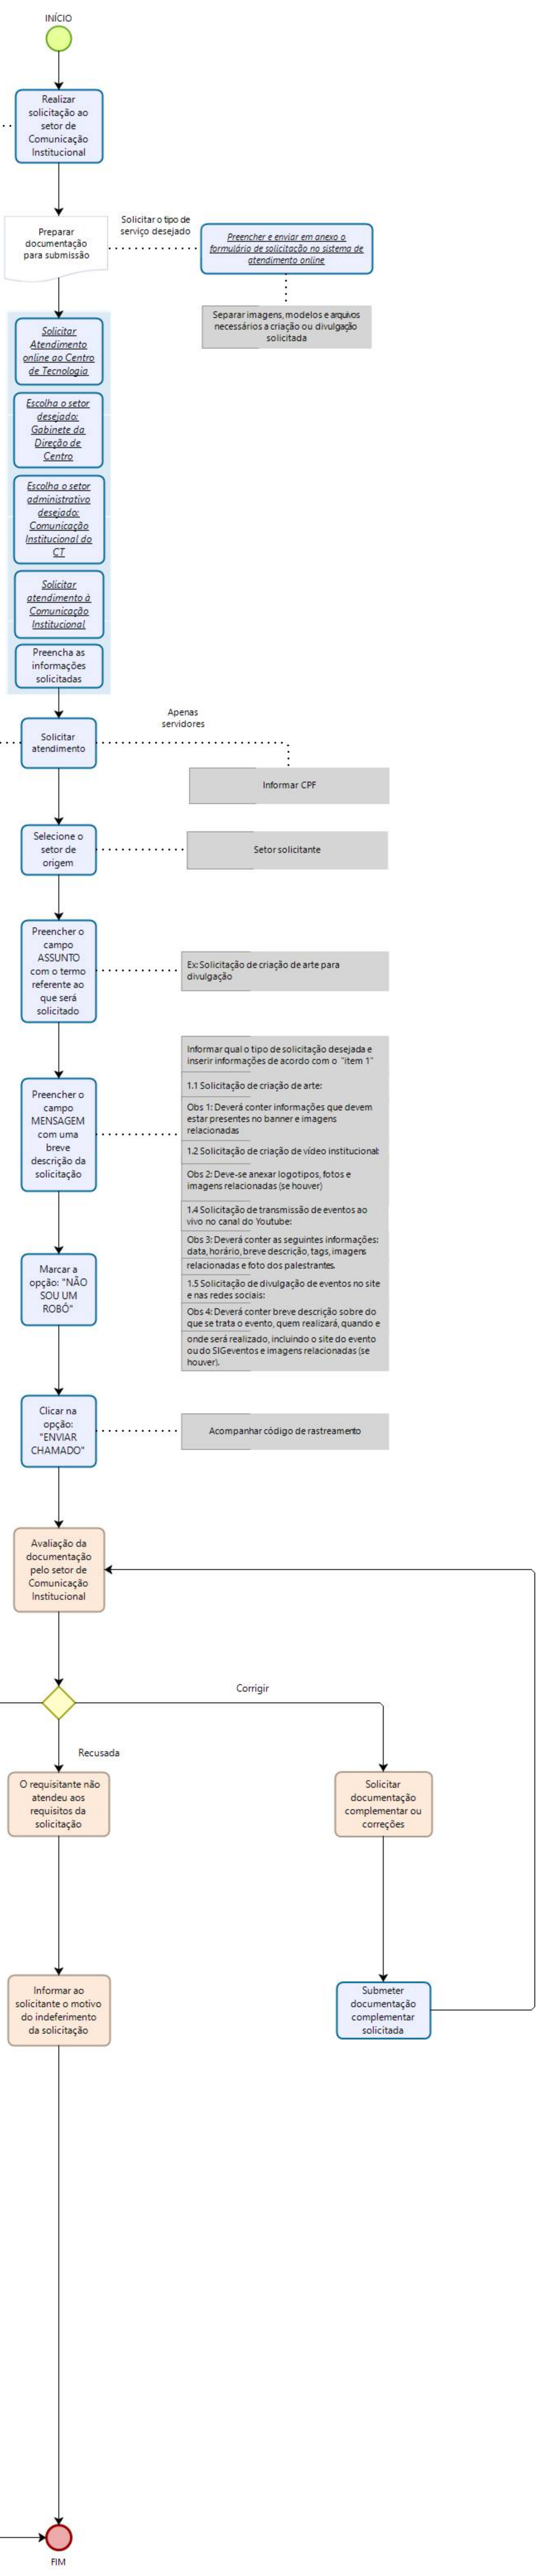 INÍCIO
Realizar
solicitação ao
setor de
Comunicação
Institucional
Preparar
documentação
para submissão
Solicitar o tipo de
serviço desejado
Preencher e enviar em anexo o
formulário de solicitação no sistema de
atendimento online
Separar imagens, modelos e arquivos
necessários a criação ou divulgação
solicitada
Solicitar
Atendimento
online ao Centro
de Tecnologia
Escolha o setor
desejado:
Gabinete da
Direção de
Centro
Escolha o setor
administrativo
desejado:
Comunicação
Institucional do
CT
Solicitar
atendimento à
Comunicação
Institucional
Preencha as
informações
solicitadas
Solicitar
atendimento
Apenas
servidores
Informar CPF
Selecione o
setor de
origem
Setor solicitante
Preencher o
campo
ASSUNTO
com o termo
referente ao
que será
solicitado
Ex: Solicitação de criação de arte para
divulgação
Preencher o
campo
MENSAGEM
com uma
breve
descrição da
solicitação
Informar qual o tipo de solicitação desejada e
inserir informações de acordo com o "item 1"
1.1 Solicitação de criação de arte:
Obs 1: Deverá conter informações que devem
estar presentes no banner e imagens
relacionadas
1.2 Solicitação de criação de vídeo institucional:
Obs 2: Deve-se anexar logotipos, fotos e
imagens relacionadas (se houver)
1.4 Solicitação de transmissão de eventos ao
vivo no canal do Youtube:
Obs 3: Deverá conter as seguintes informações:
data, horário, breve descrição, tags, imagens
relacionadas e foto dos palestrantes.
1.5 Solicitação de divulgação de eventos no site
e nas redes sociais:
Obs 4: Deverá conter breve descrição sobre do
que se trata o evento, quem realizará, quando e
onde será realizado, incluindo o site do evento
ou do SIGeventos e imagens relacionadas (se
houver).
Marcar a
opção: "NÃO
SOU UM
ROBÔ"
Clicar na
opção:
"ENVIAR
CHAMADO"
Acompanhar código de rastreamento
Avaliação da
documentação
pelo setor de
Comunicação
Institucional
Corrigir
Recusada
O requisitante não
atendeu aos
requisitos da
solicitação
Solicitar
documentação
complementar ou
correções
Informar ao
solicitante o motivo
do indeferimento
da solicitação
Submeter
documentação
complementar
solicitada
FIM